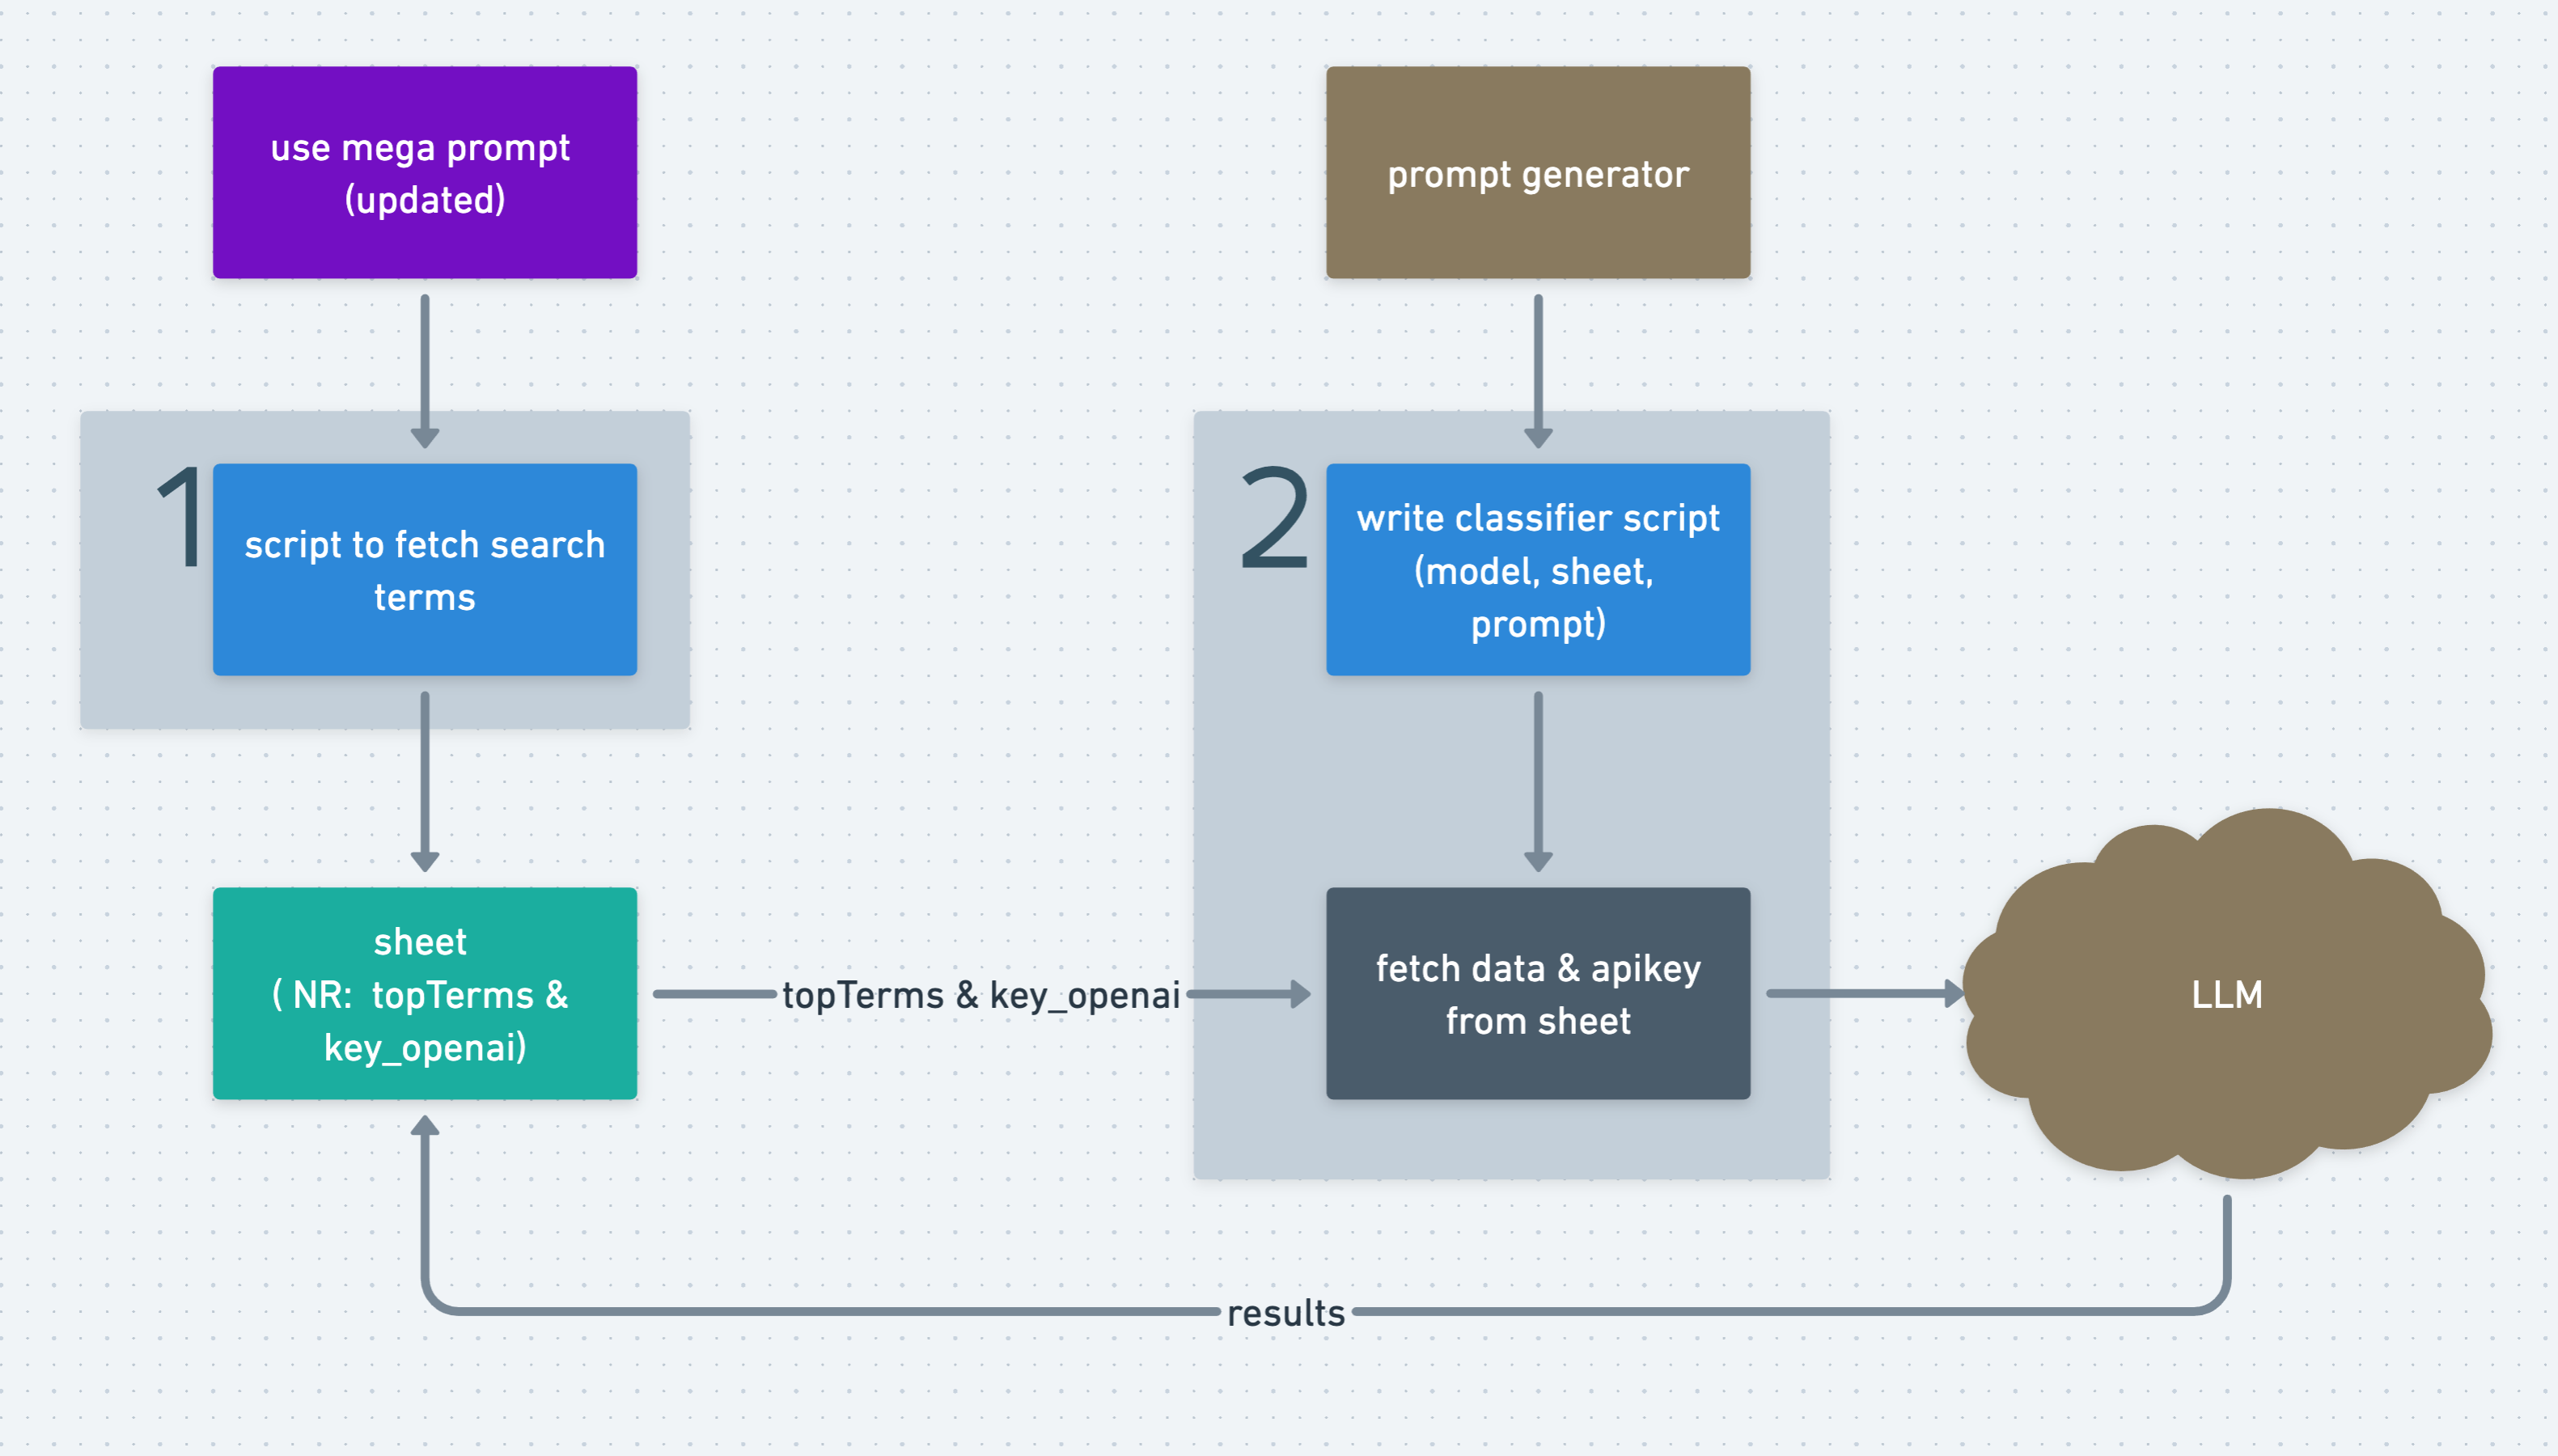 use mega prompt
(updated)
prompt generator
1
script to fetch search
terms
2
write classifier script
(model, sheet,
prompt)
sheet
( NR:  topTerms &
key_openai)
topTerms & key_openai
fetch data & apikey
from sheet
LLM
results